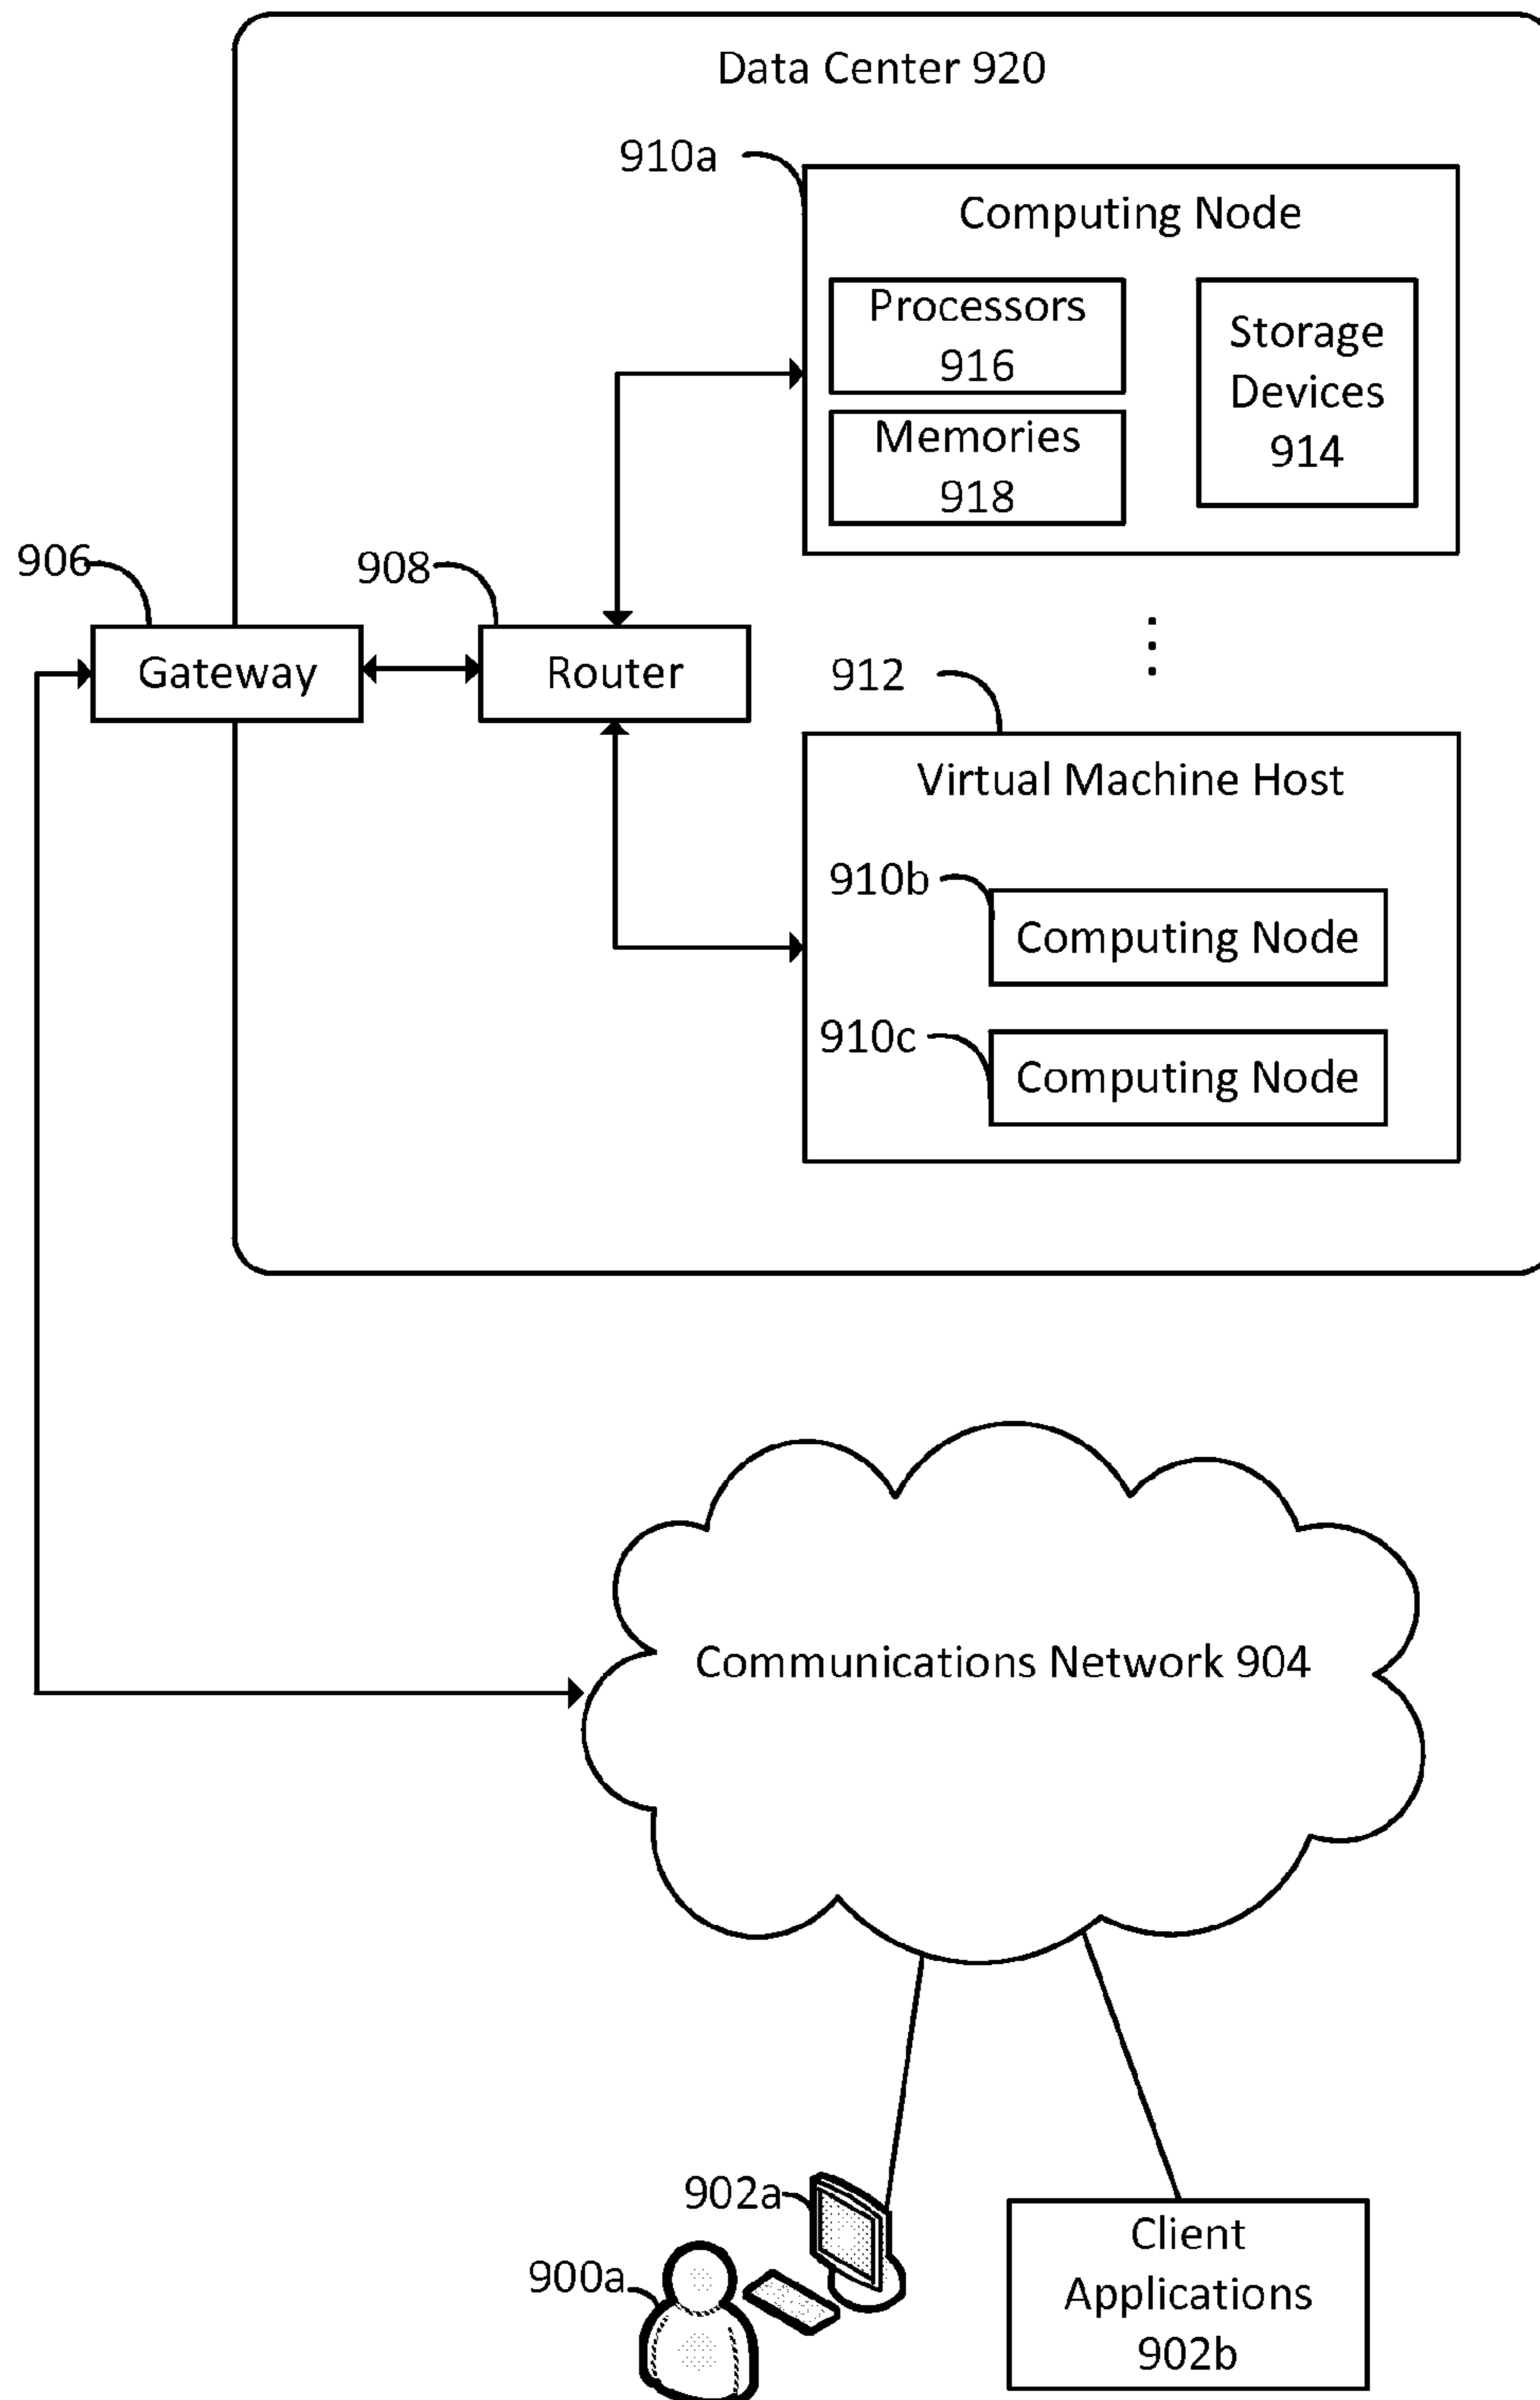 Data Center 920
910a
Computing Node
Processors
916
Storage
Devices
914
Memories
918
906
908
Gateway
Router
912
Virtual Machine Host
910b
Computing Node
910c
Computing Node
Communications Network 904
902a
900a
Client
Applications
902b